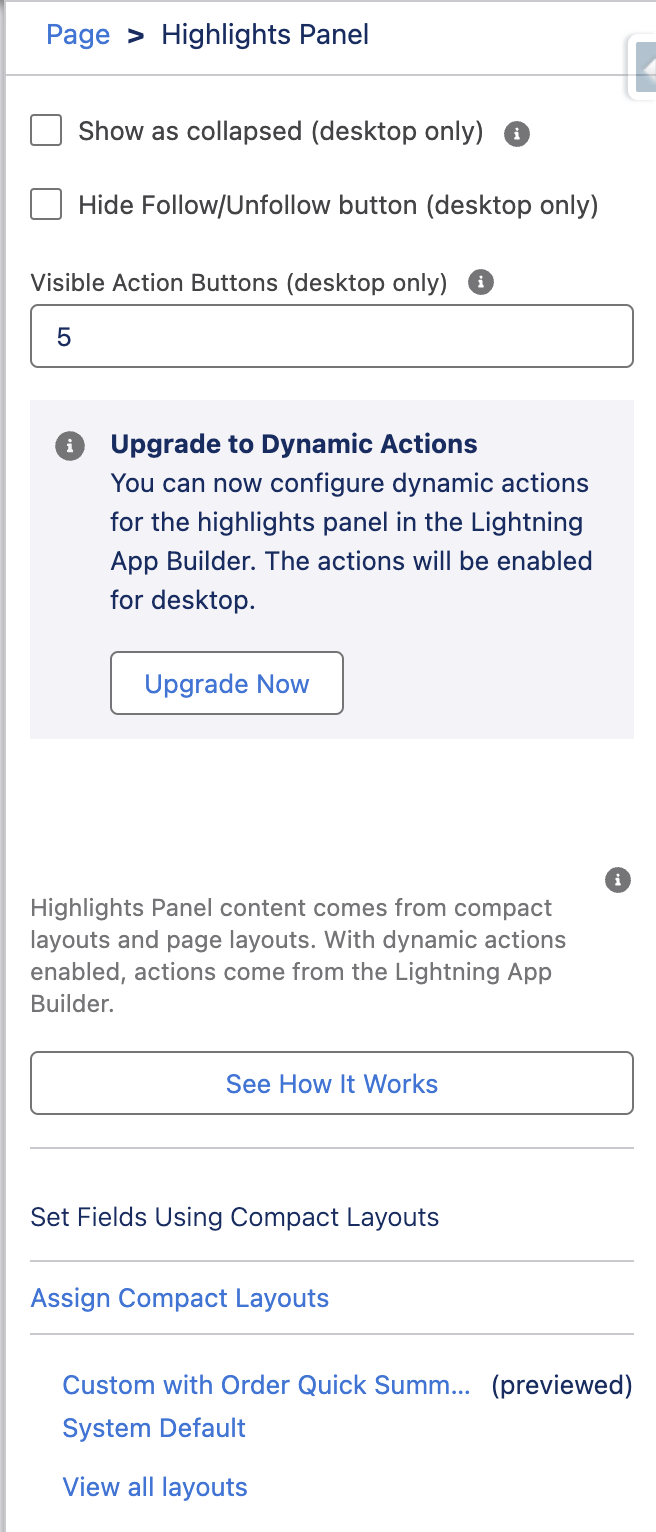 Page > Highlights Panel
Show as collapsed (desktop only)
Hide Follow/Unfollow button (desktop only)
Visible Action Buttons (desktop only)
5
Upgrade to Dynamic Actions
You can now configure dynamic actions
for the highlights panel in the Lightning
App Builder. The actions will be enabled
for desktop.
Upgrade Now
Highlights Panel content comes from compact
layouts and page layouts. With dynamic actions
enabled, actions come from the Lightning App
Builder.
See How It Works
Set Fields Using Compact Layouts
Assign Compact Layouts
Custom with Order Quick Summ... (previewed)
System Default
View all layouts